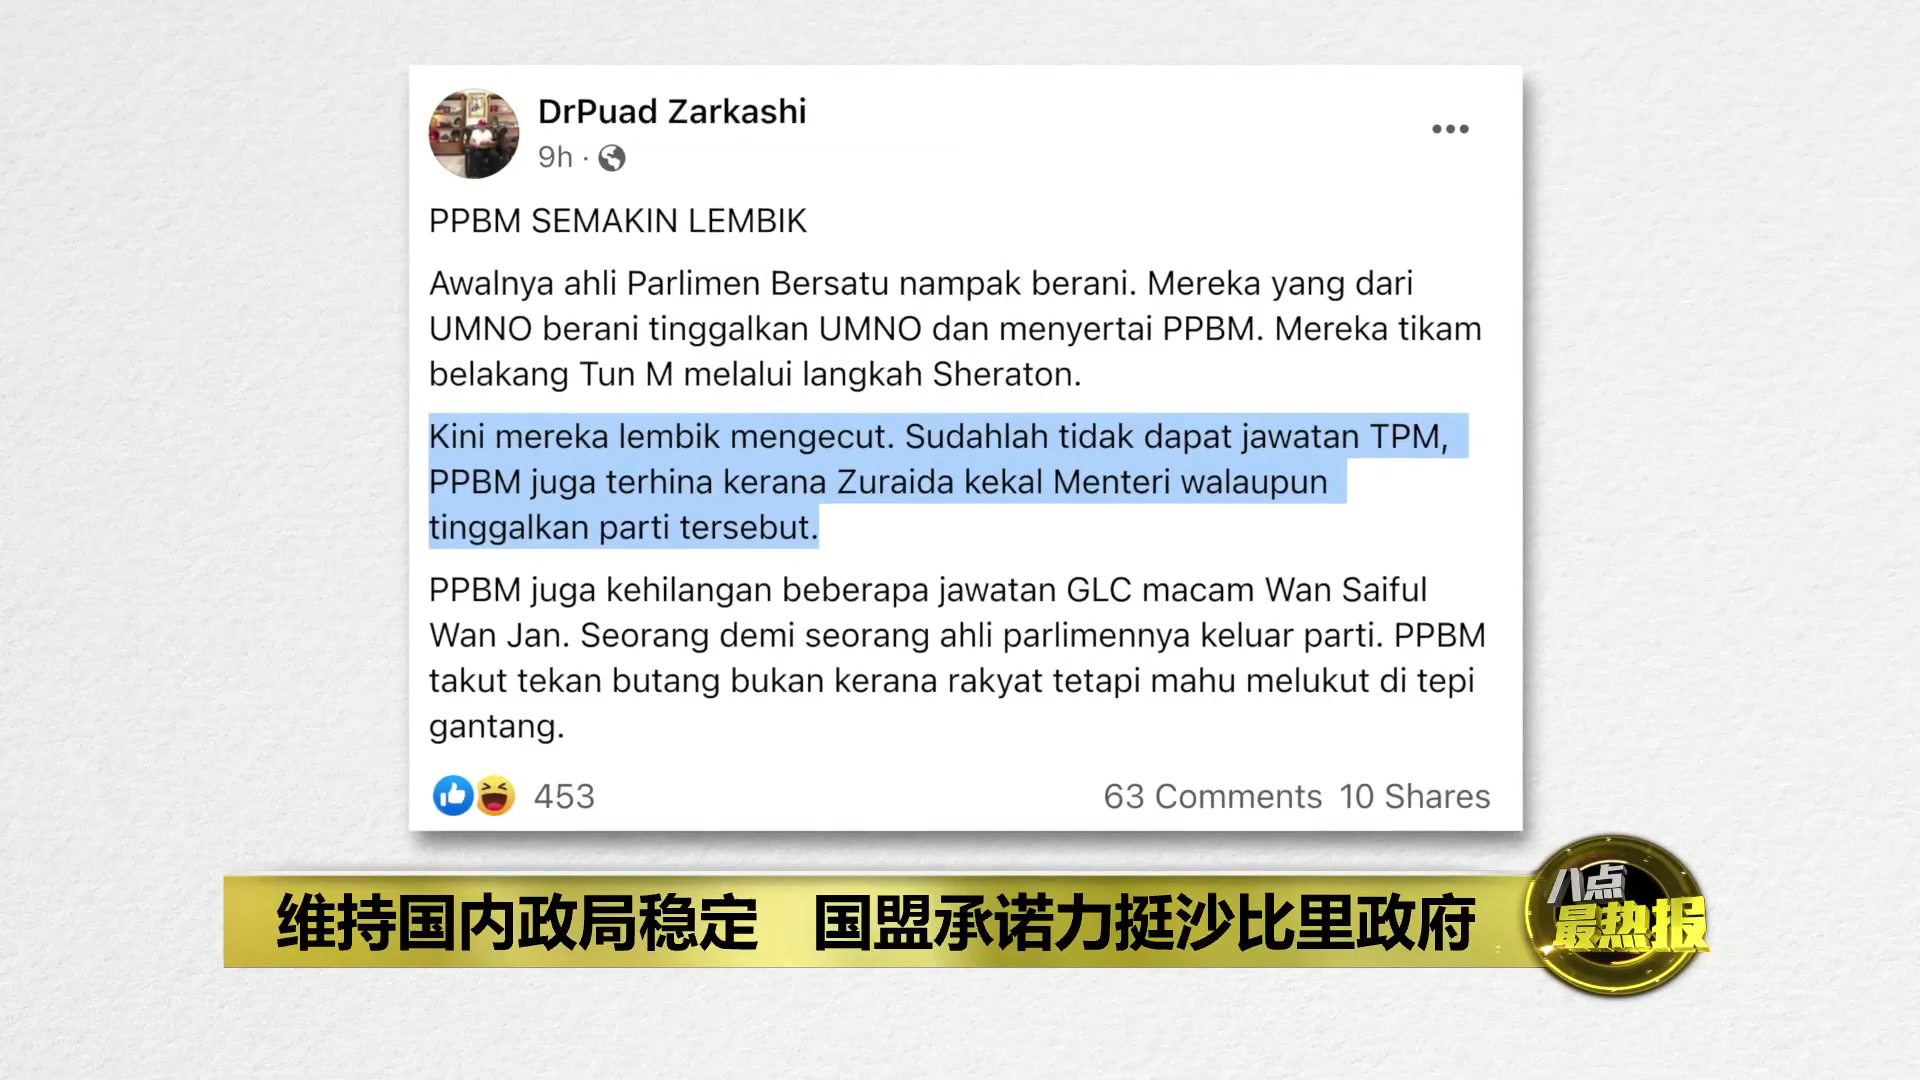 DrPuad Zarkashi
9h ·
PPBM SEMAKIN LEMBIK
Awalnya ahli Parlimen Bersatu nampak berani. Mereka yang dari
UMNO berani tinggalkan UMNO dan menyertai PPBM. Mereka tikam
belakang Tun M melalui langkah Sheraton.
Kini mereka lembik mengecut. Sudahlah tidak dapat jawatan TPM,
PPBM juga terhina kerana Zuraida kekal Menteri walaupun
tinggalkan parti tersebut.
PPBM juga kehilangan beberapa jawatan GLC macam Wan Saiful
Wan Jan. Seorang demi seorang ahli parlimennya keluar parti. PPBM
takut tekan butang bukan kerana rakyat tetapi mahu melukut di tepi
gantang.
453 63 Comments 10 Shares
维持国内政局稳定 国盟承诺力挺沙比里政府
八点
最热报